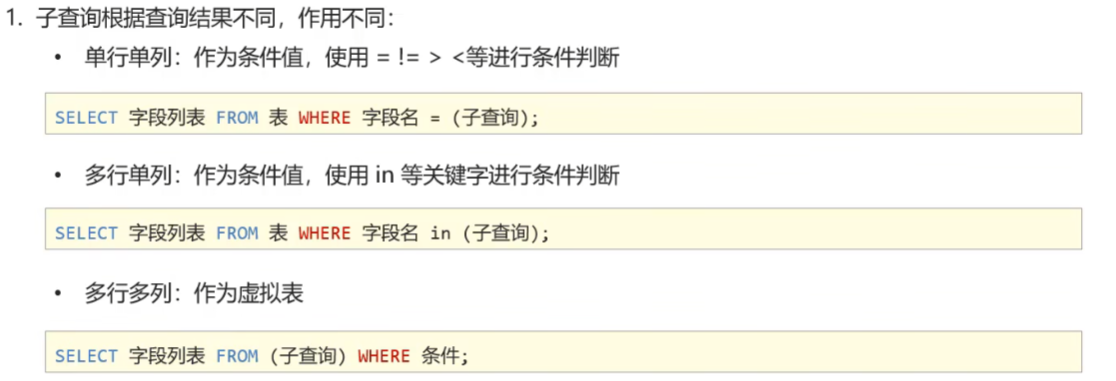 1. 子查询根据查询结果不同，作用不同：
• 单行单列：作为条件值，使用 = != > <等进行条件判断
SELECT 字段列表 FROM 表 WHERE 字段名 = (子查询);
• 多行单列：作为条件值，使用 in 等关键字进行条件判断
SELECT 字段列表 FROM 表 WHERE 字段名 in (子查询);
• 多行多列：作为虚拟表
SELECT 字段列表 FROM (子查询) WHERE 条件;